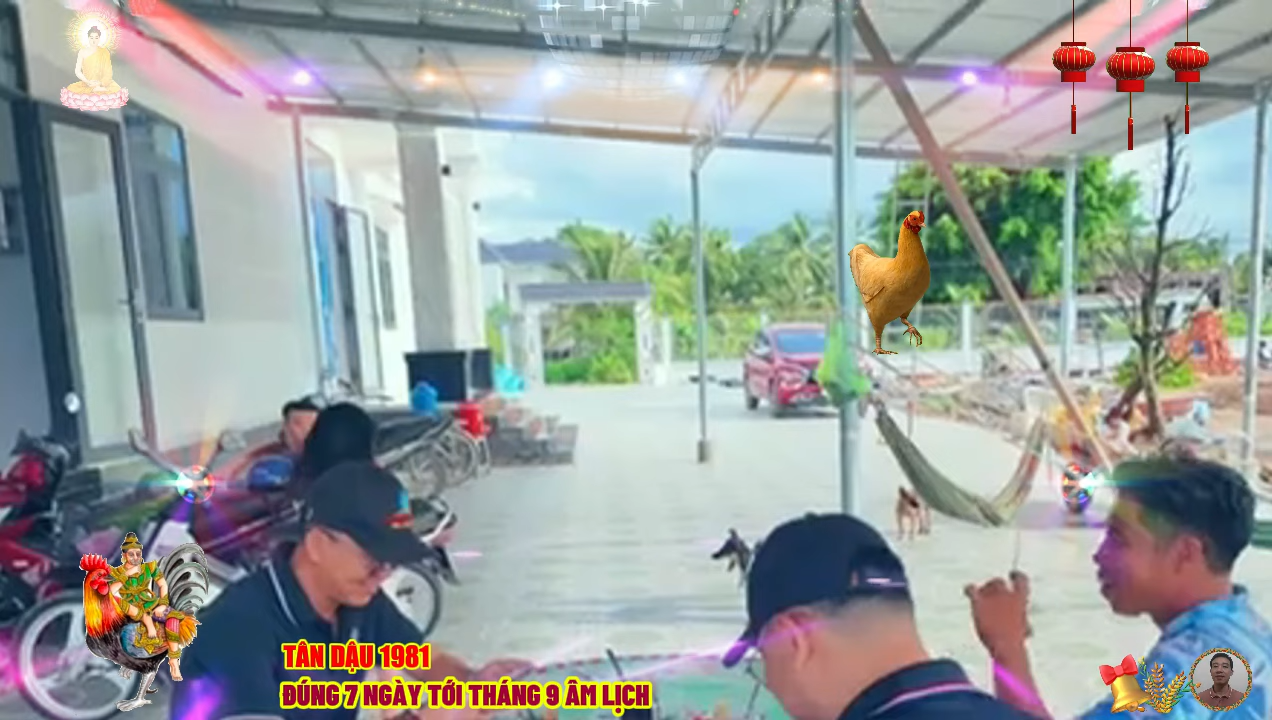 TÂN DẬU 1981
ĐÚNG 7 NGÀY TỚI THÁNG 9 ÂM LỊCH